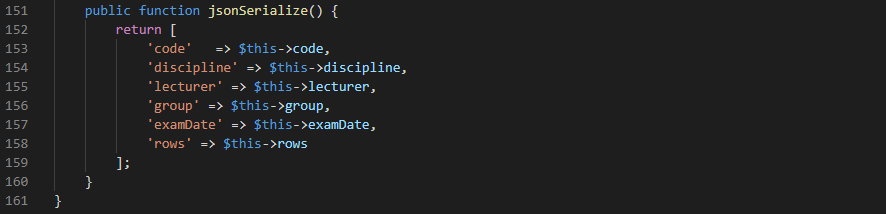 151 public function jsonSerialize() {
152 return [
153 'code'   => $this->code,
154 'discipline' => $this->discipline,
155 'lecturer' => $this->lecturer,
156 'group' => $this->group,
157 'examDate' => $this->examDate,
158 'rows' => $this->rows
159 ];
160 }
161 }